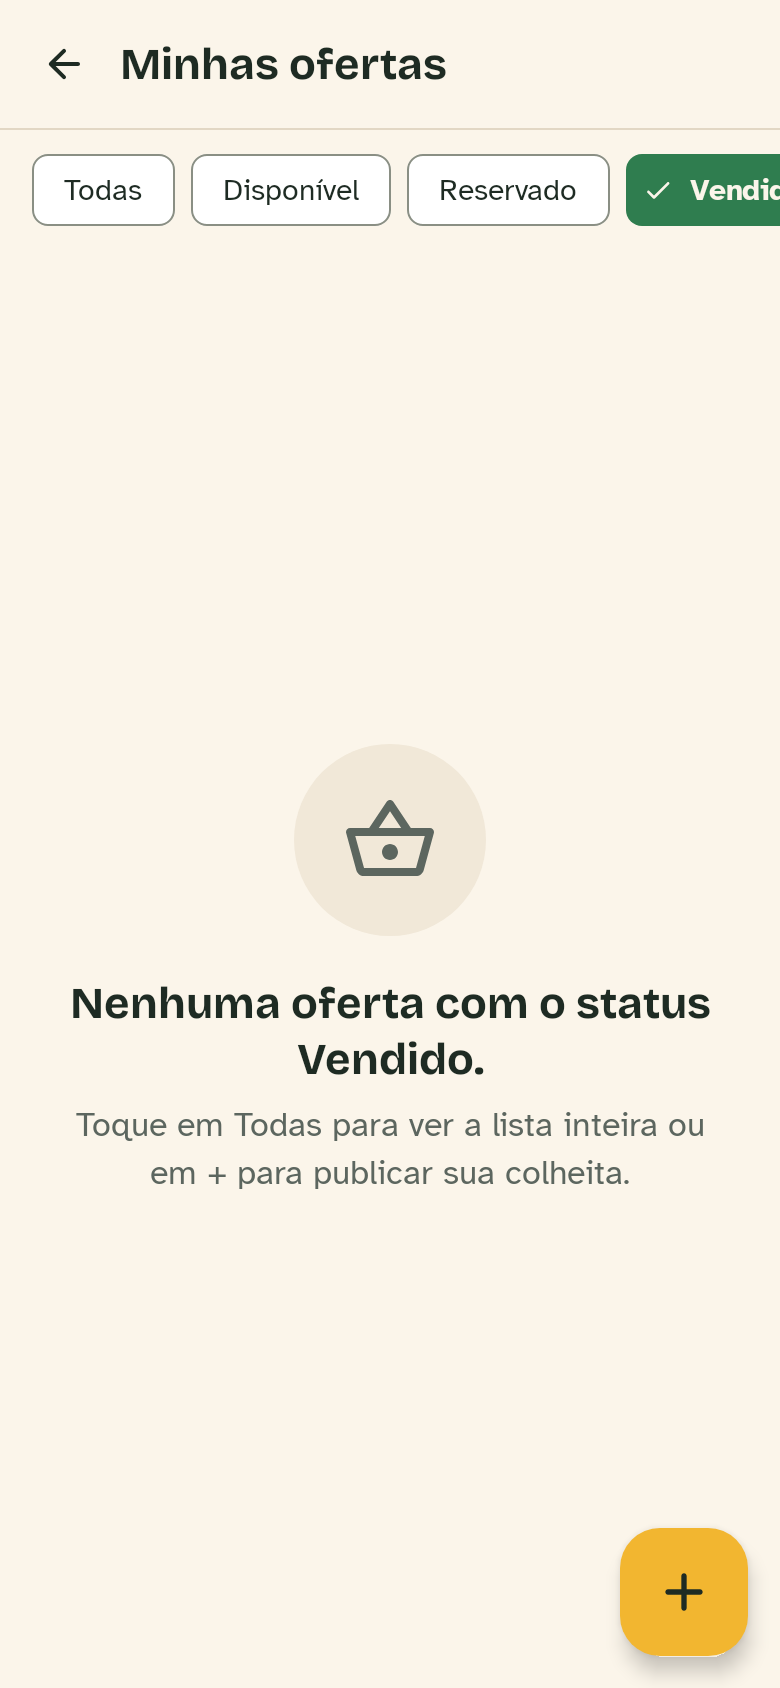 Minhas ofertas
Todas
Disponível
Reservado
Nenhuma oferta com o status
Vendido.
Toque em Todas para ver a lista inteira ou
em + para publicar sua colheita.